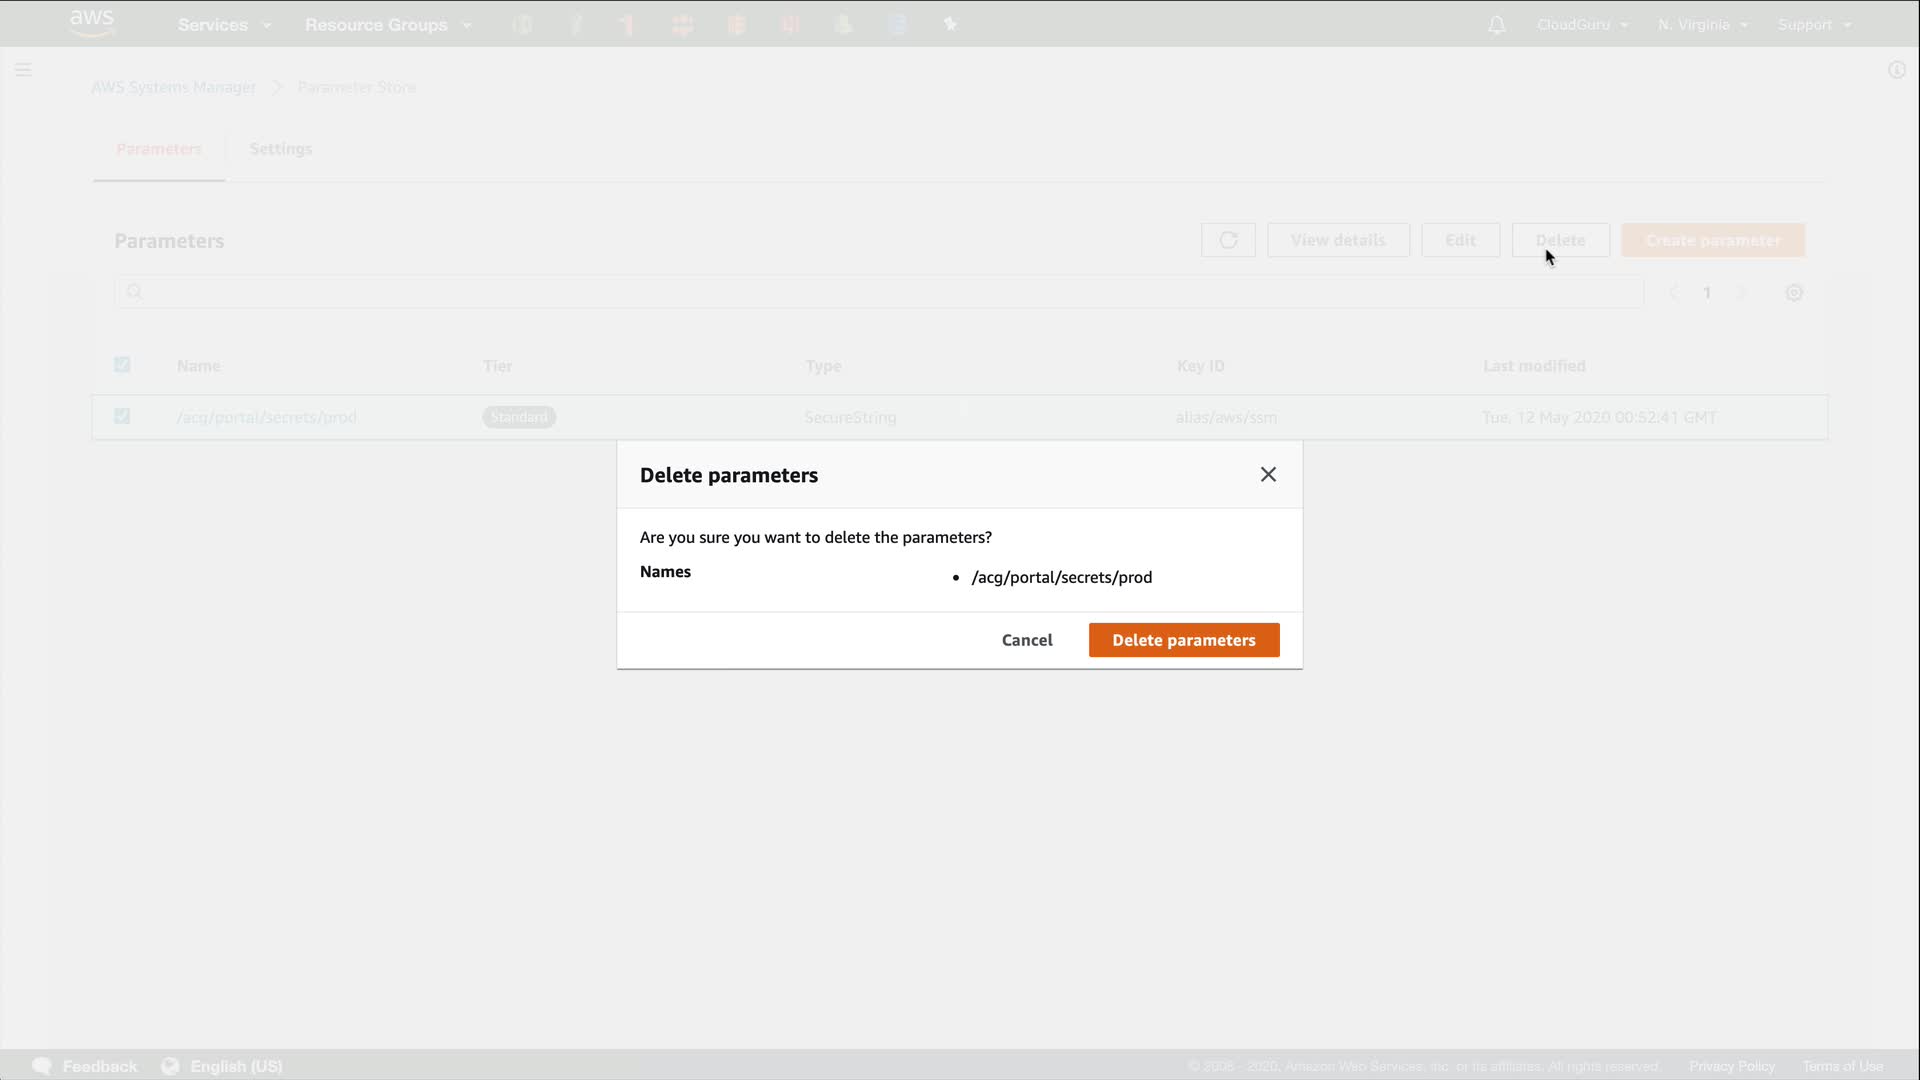 aws Services Resource Groups CloudGuru N. Virginia Support
AWS Systems Manager Parameter Store
Parameters Settings
Parameters View details Edit Delete Create parameter
1
Name Tier Type Key ID Last modified
/acg/portal/secrets/prod Standard SecureString alias/aws/ssm Tue, 12 May 2020 00:52:41 GMT
Delete parameters
Are you sure you want to delete the parameters?
Names • /acg/portal/secrets/prod
Cancel Delete parameters
Feedback English (US) © 2008 - 2020, Amazon Web Services, Inc. or its affiliates. All rights reserved. Privacy Policy Terms of Use